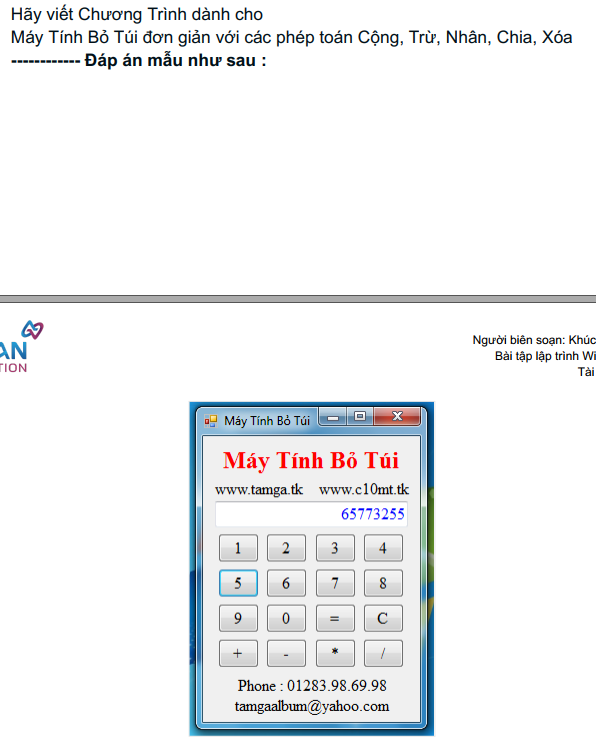 Hãy viết Chương Trình dành cho
Máy Tính Bỏ Túi đơn giản với các phép toán Cộng, Trừ, Nhân, Chia, Xóa
------------ Đáp án mẫu như sau :
AN
TION
Người biên soạn: Khúc
Bài tập lập trình Wi
Tài
Máy Tính Bỏ Túi
Máy Tính Bỏ Túi
www.tamga.tk www.c10mt.tk
65773255
1 2 3 4
5 6 7 8
9 0 = C
+ - * /
Phone : 01283.98.69.98
tamgaalbum@yahoo.com